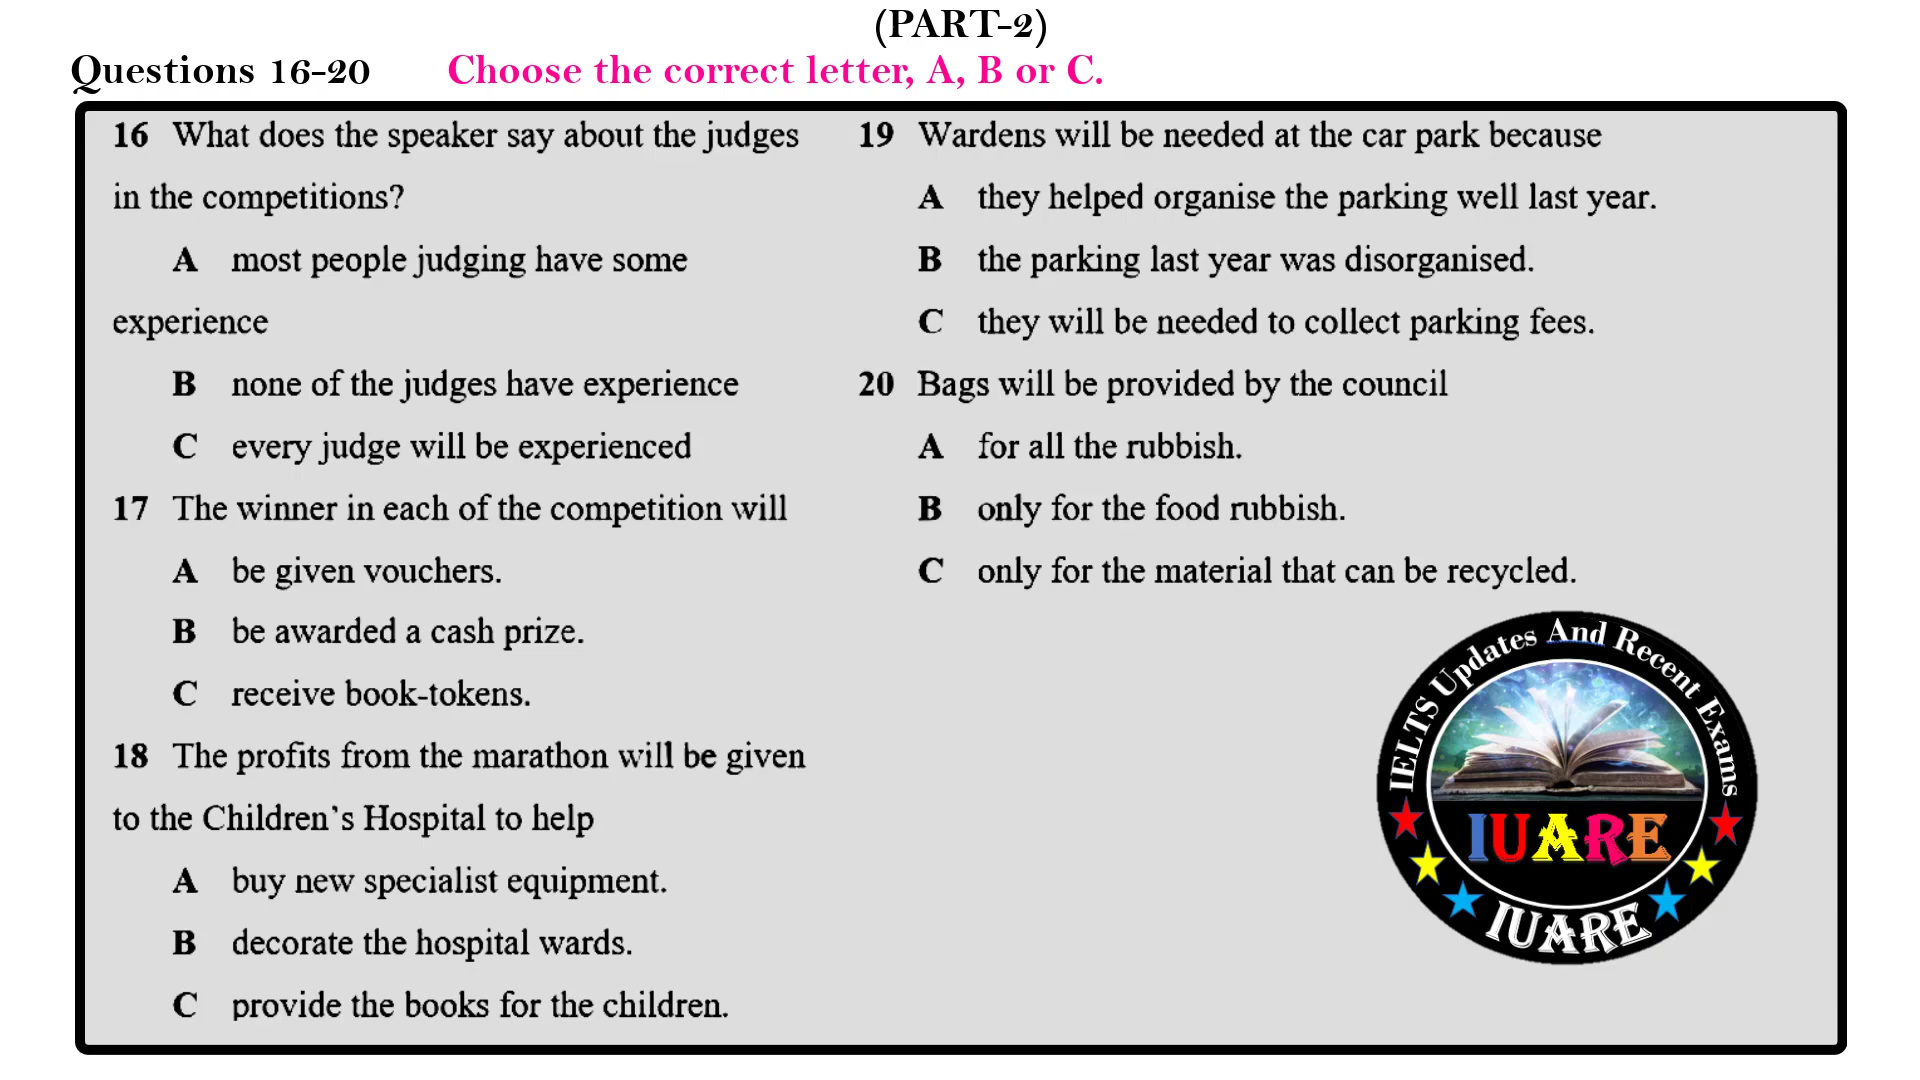 (PART-2)
Questions 16-20 Choose the correct letter, A, B or C.
16 What does the speaker say about the judges
in the competitions?
A most people judging have some
experience
B none of the judges have experience
C every judge will be experienced
17 The winner in each of the competition will
A be given vouchers.
B be awarded a cash prize.
C receive book-tokens.
18 The profits from the marathon will be given
to the Children's Hospital to help
A buy new specialist equipment.
B decorate the hospital wards.
C provide the books for the children.
19 Wardens will be needed at the car park because
A they helped organise the parking well last year.
B the parking last year was disorganised.
C they will be needed to collect parking fees.
20 Bags will be provided by the council
A for all the rubbish.
B only for the food rubbish.
C only for the material that can be recycled.
IELTS Updates And Recent Exams
IUARE
IUARE